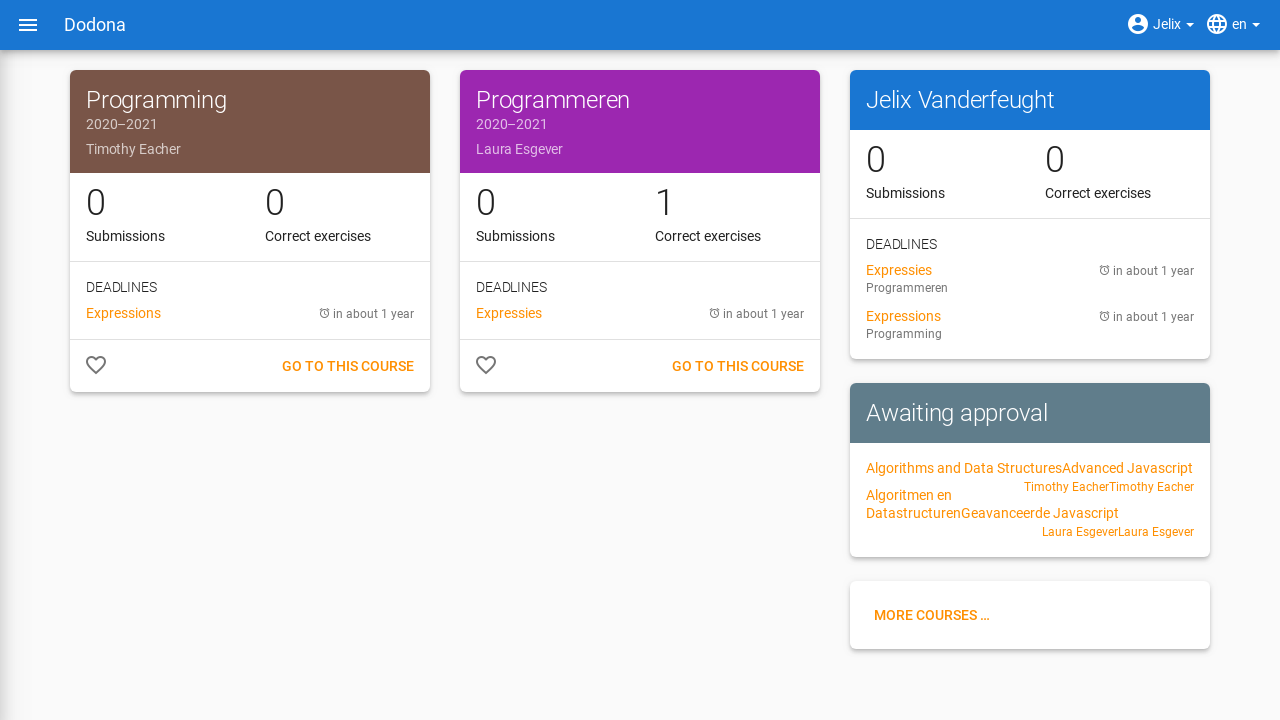 Dodona
Jelix
en
Programming
2020–2021
Timothy Eacher
0
0
Submissions
Correct exercises
DEADLINES
Expressions
in about 1 year
GO TO THIS COURSE
Programmeren
2020–2021
Laura Esgever
0
1
Submissions
Correct exercises
DEADLINES
Expressies
in about 1 year
GO TO THIS COURSE
Jelix Vanderfeught
0
0
Submissions
Correct exercises
DEADLINES
Expressies
in about 1 year
Programmeren
Expressions
in about 1 year
Programming
Awaiting approval
Algorithms and Data StructuresAdvanced Javascript
Timothy EacherTimothy Eacher
Algoritmen en
DatastructurenGeavanceerde Javascript
Laura EsgeverLaura Esgever
MORE COURSES ...